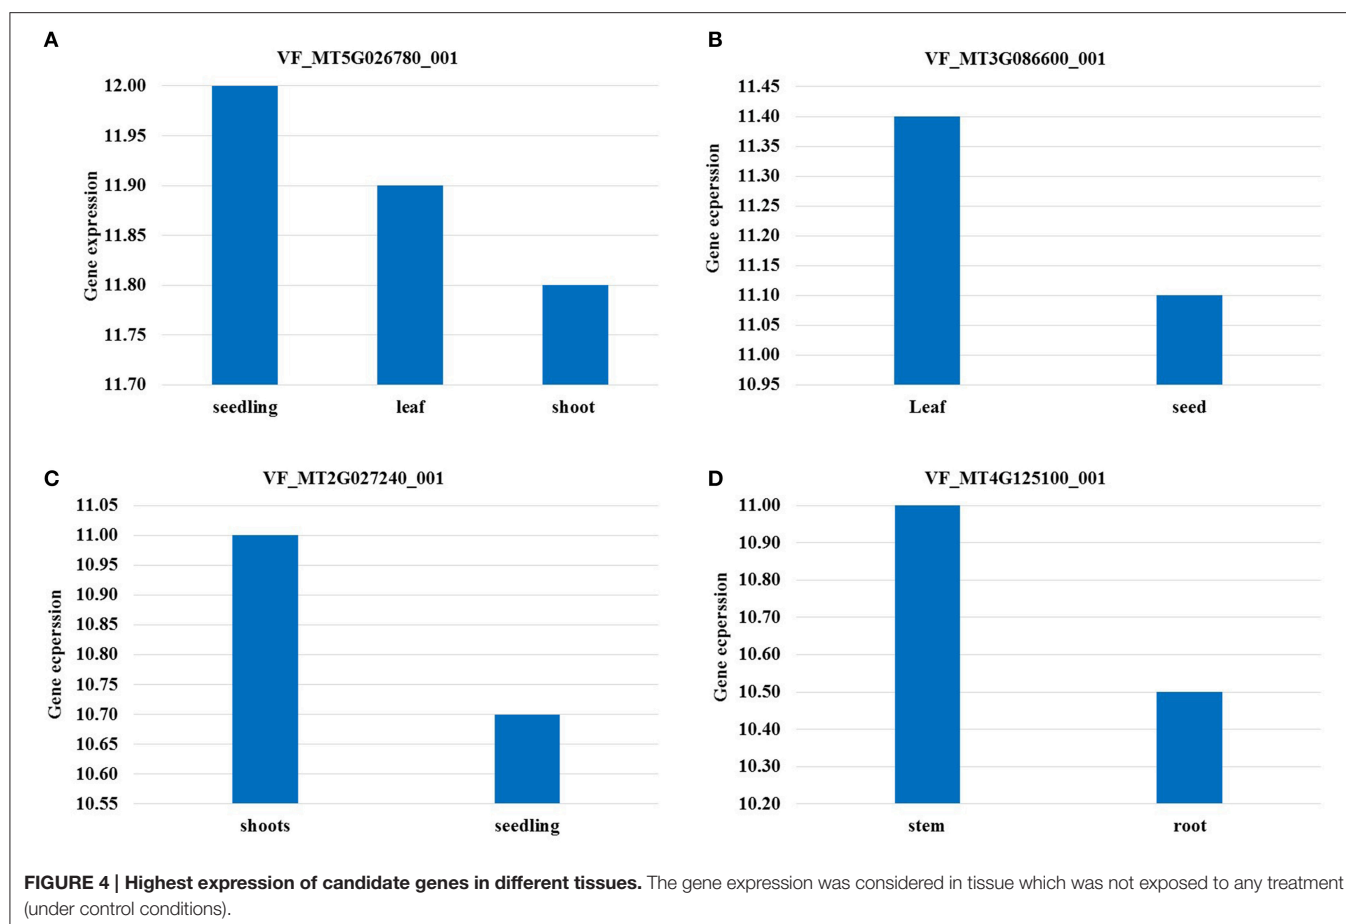 A
VF_MT5G026780_001
Gene expression
12.00
11.95
11.90
11.85
11.80
11.75
11.70
seedling leaf shoot
B
VF_MT3G086600_001
Gene ecperssion
11.45
11.40
11.35
11.30
11.25
11.20
11.15
11.10
11.05
11.00
10.95
Leaf seed
C
VF_MT2G027240_001
Gene ecperssion
11.05
11.00
10.95
10.90
10.85
10.80
10.75
10.70
10.65
10.60
10.55
shoots seedling
D
VF_MT4G125100_001
Gene ecperssion
11.00
10.90
10.80
10.70
10.60
10.50
10.40
10.30
10.20
stem root
FIGURE 4 | Highest expression of candidate genes in different tissues. The gene expression was considered in tissue which was not exposed to any treatment
(under control conditions).